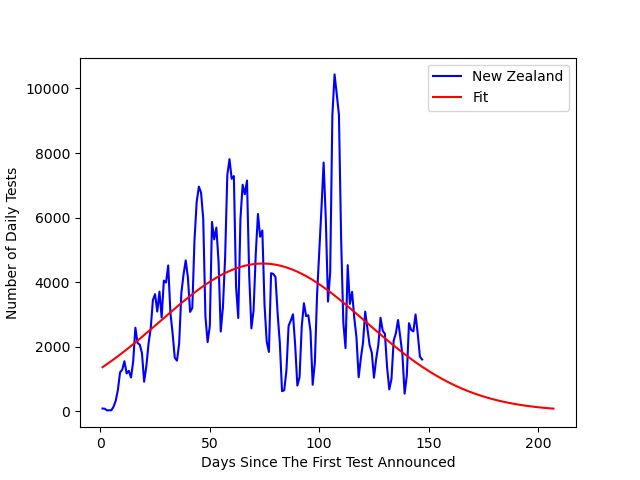 New Zealand
Fit
10000
8000
6000
4000
2000
0
Number of Daily Tests
0
50
100
150
200
Days Since The First Test Announced